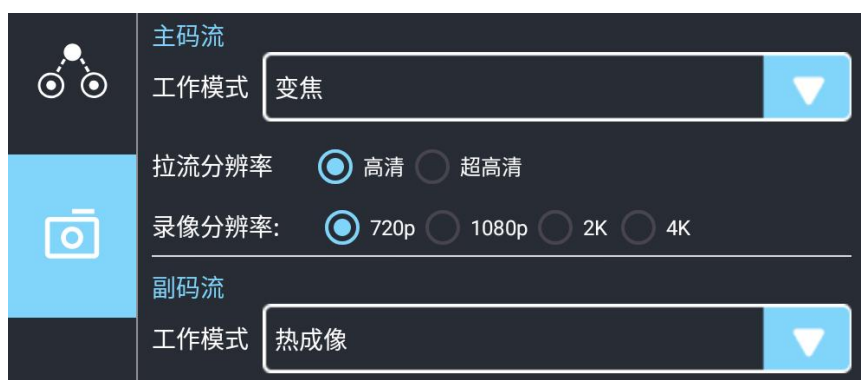 主码流
工作模式 变焦
拉流分辨率 高清 超高清
录像分辨率: 720p 1080p 2K 4K
副码流
工作模式 热成像